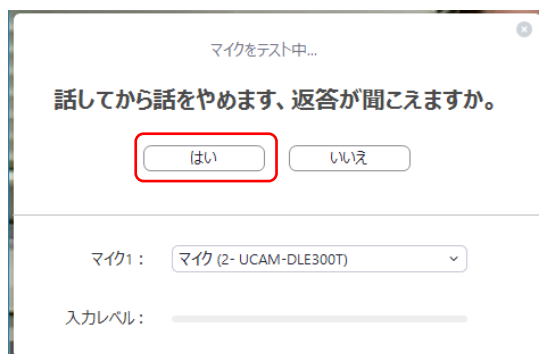 マイクをテスト中...
話してから話をやめます、返答が聞こえますか。
はい いいえ
マイク1： マイク (2- UCAM-DLE300T)
入力レベル：